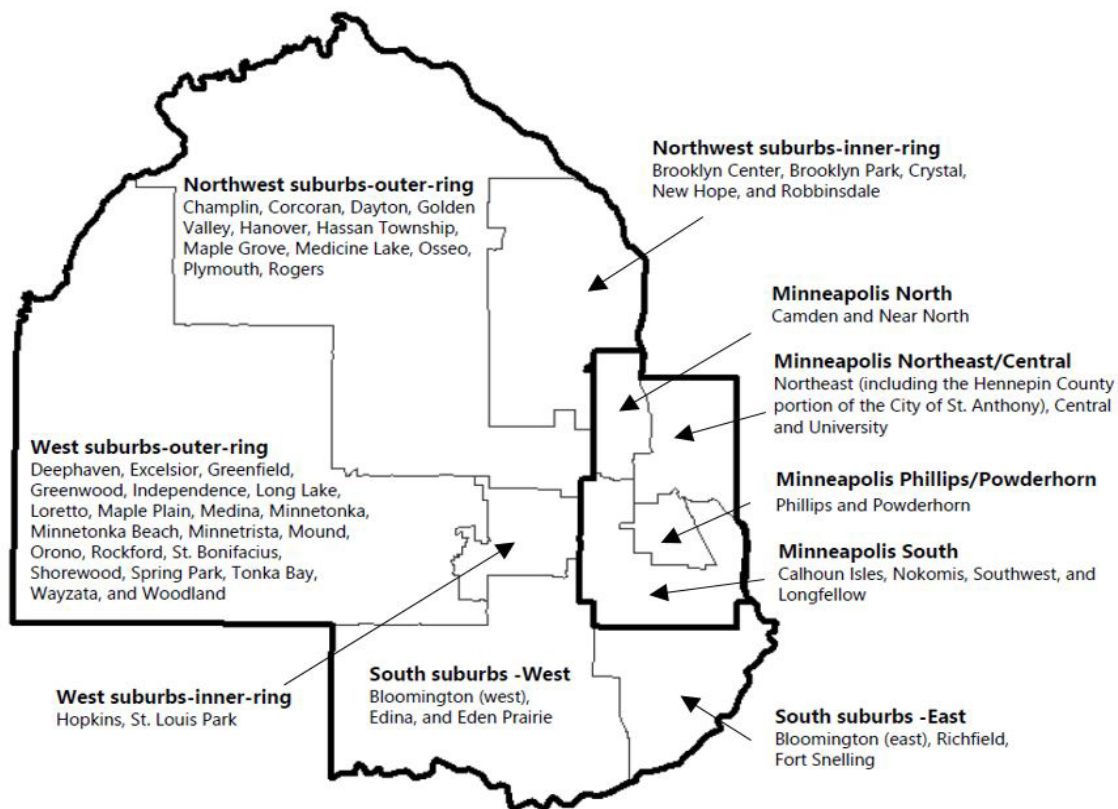 Northwest suburbs-inner-ring
Brooklyn Center, Brooklyn Park, Crystal,
New Hope, and Robbinsdale
Northwest suburbs-outer-ring
Champlin, Corcoran, Dayton, Golden
Valley, Hanover, Hassan Township,
Maple Grove, Medicine Lake, Osseo,
Plymouth, Rogers
Minneapolis North
Camden and Near North
Minneapolis Northeast/Central
Northeast (including the Hennepin County
portion of the City of St. Anthony), Central
and University
West suburbs-outer-ring
Deephaven, Excelsior, Greenfield,
Greenwood, Independence, Long Lake,
Loretto, Maple Plain, Medina, Minnetonka,
Minnetonka Beach, Minnetrista, Mound,
Orono, Rockford, St. Bonifacius,
Shorewood, Spring Park, Tonka Bay,
Wayzata, and Woodland
Minneapolis Phillips/Powderhorn
Phillips and Powderhorn
Minneapolis South
Calhoun Isles, Nokomis, Southwest, and
Longfellow
West suburbs-inner-ring
Hopkins, St. Louis Park
South suburbs -West
Bloomington (west),
Edina, and Eden Prairie
South suburbs -East
Bloomington (east), Richfield,
Fort Snelling